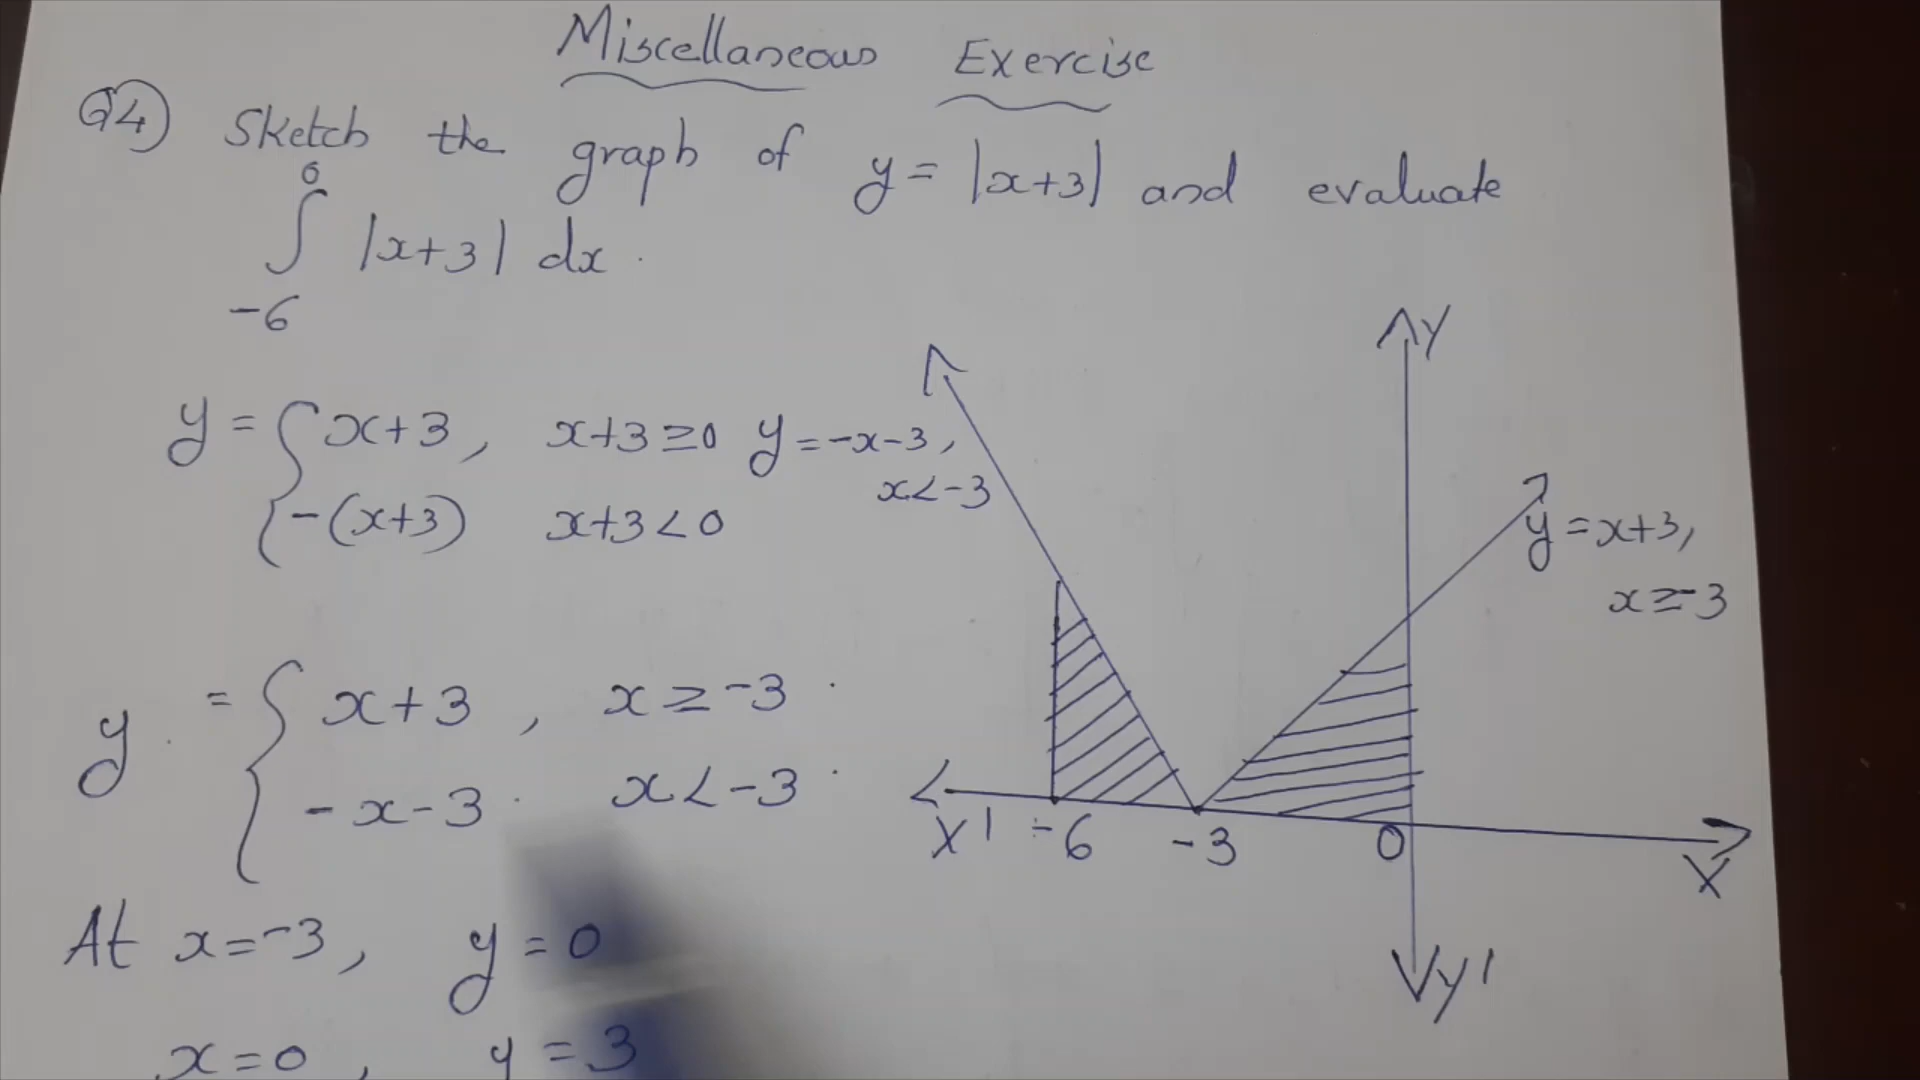 Miscellaneous Exercise
Q4) Sketch the graph of y = |x+3| and evaluate
0
∫ |x+3| dx.
-6
y = { x+3, x+3 ≥ 0
-(x+3) x+3 < 0
y = { x+3, x ≥ -3
-x-3 x < -3
At x = -3, y = 0
x = 0, y = 3
Y
y = -x-3,
x < -3
y = x+3,
x ≥ -3
X' -6 -3 0 X
Y'